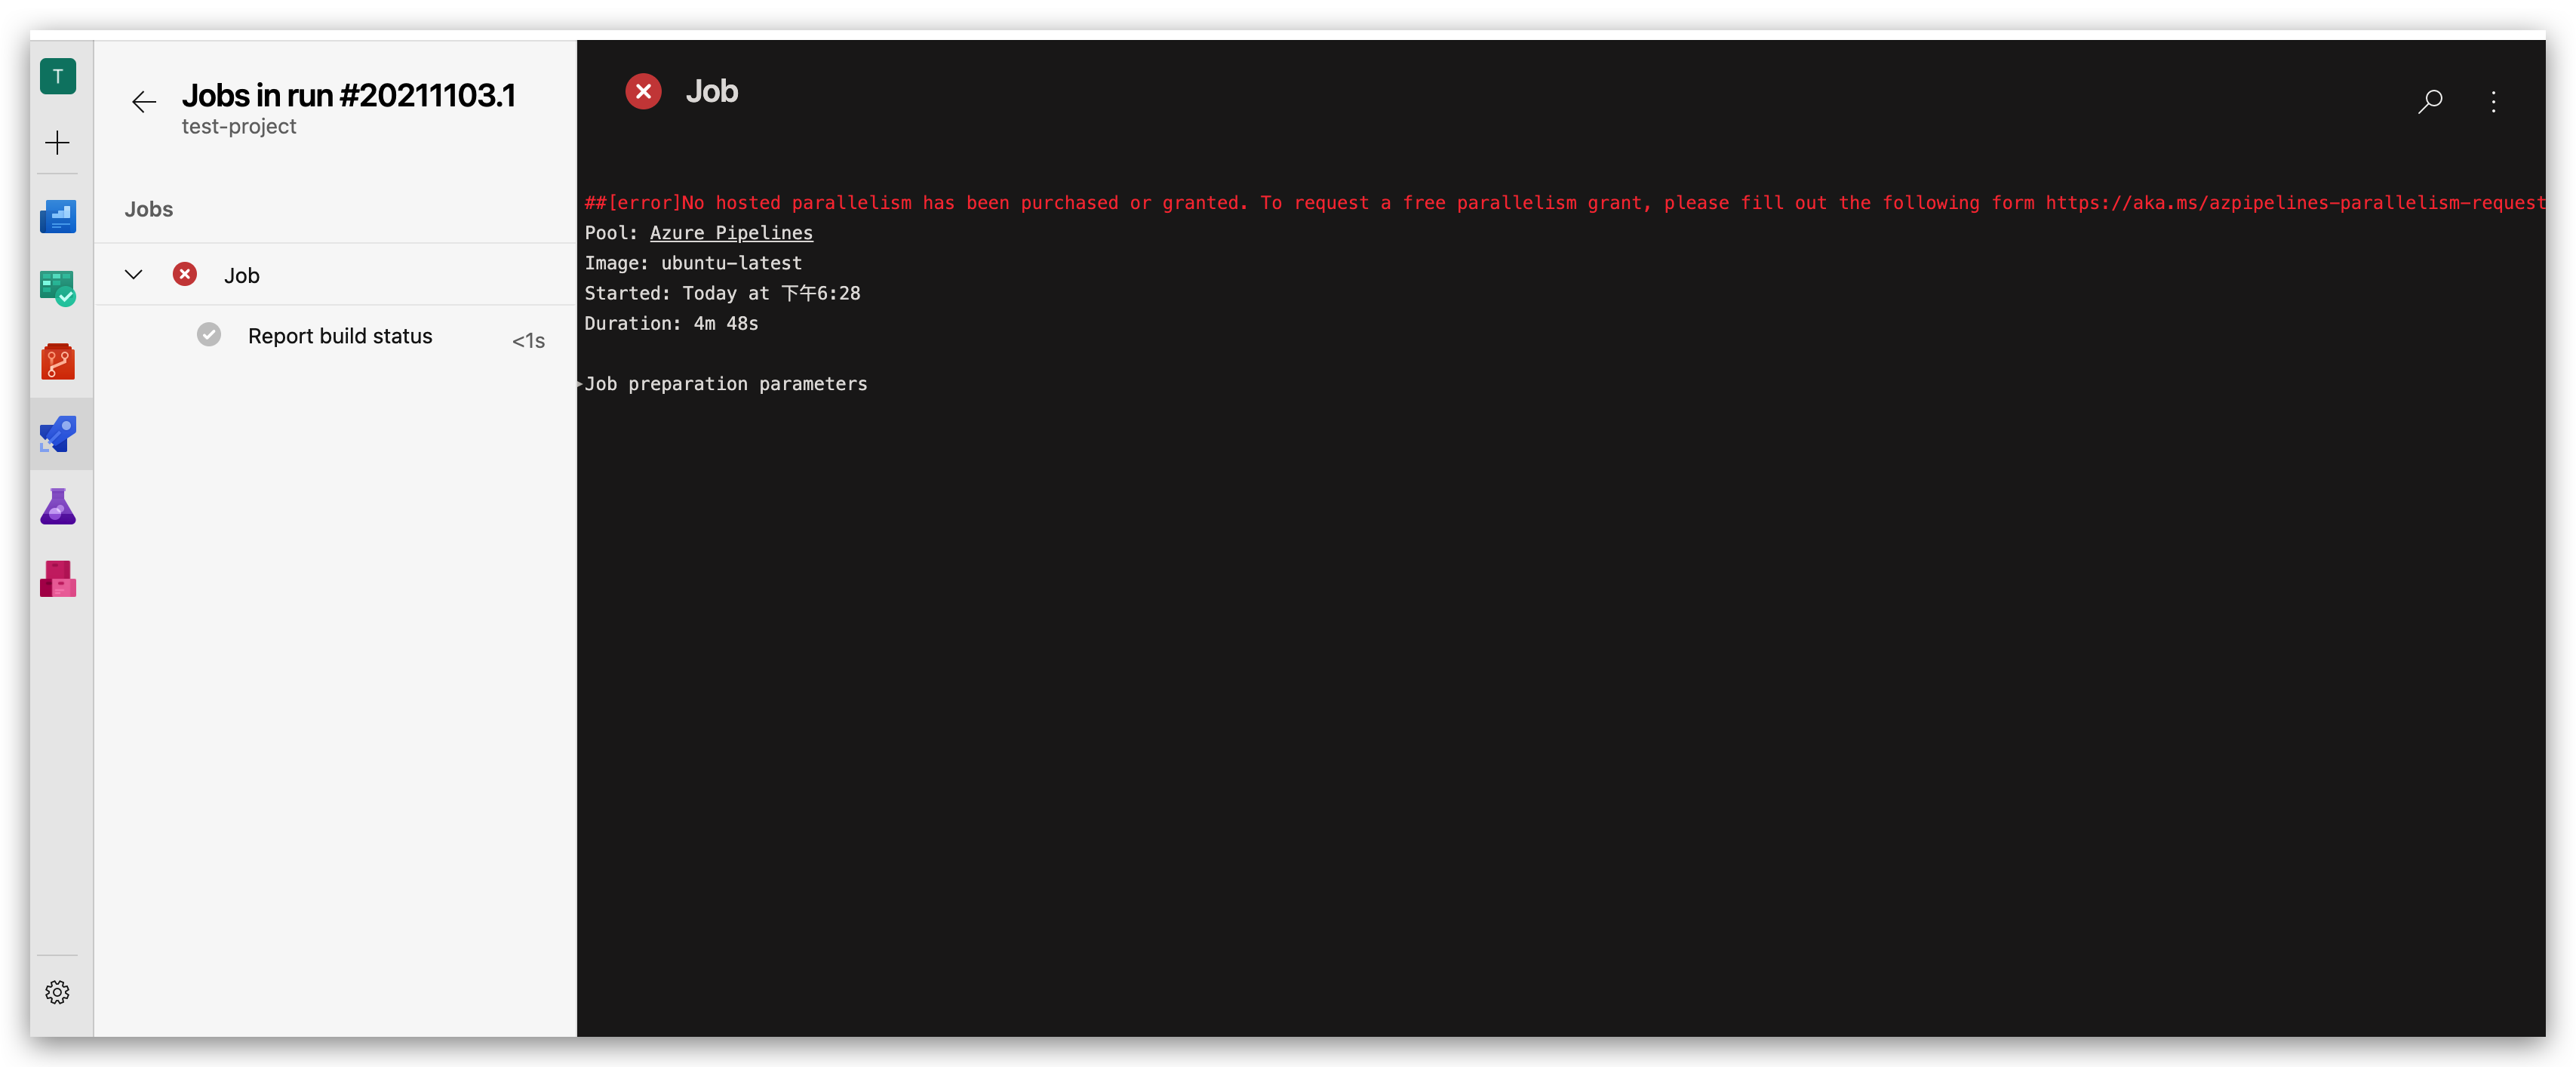 T
Jobs in run #20211103.1
test-project
Jobs
Job
Report build status
<1s
Job
##[error]No hosted parallelism has been purchased or granted. To request a free parallelism grant, please fill out the following form https://aka.ms/azpipelines-parallelism-request
Pool: Azure Pipelines
Image: ubuntu-latest
Started: Today at 下午6:28
Duration: 4m 48s
Job preparation parameters